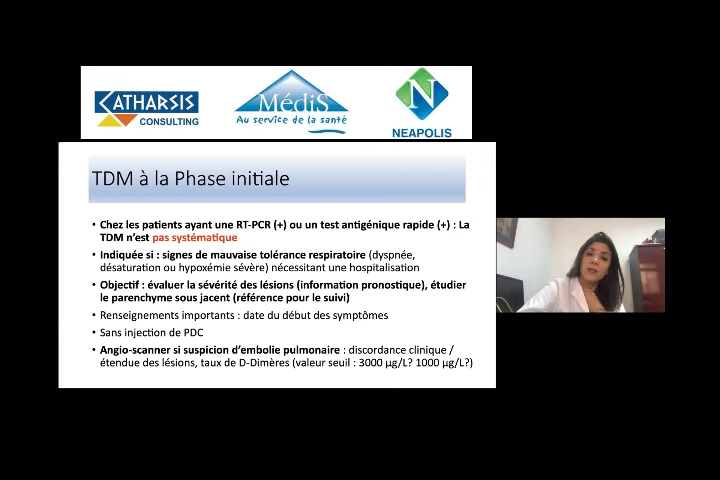 CATHARSIS
CONSULTING
MédiS
Au service de la santé
N
NEAPOLIS
TDM à la Phase initiale
• Chez les patients ayant une RT-PCR (+) ou un test antigénique rapide (+) : La
TDM n'est pas systématique
• Indiquée si : signes de mauvaise tolérance respiratoire (dyspnée,
désaturation ou hypoxémie sévère) nécessitant une hospitalisation
• Objectif : évaluer la sévérité des lésions (information pronostique), étudier
le parenchyme sous jacent (référence pour le suivi)
• Renseignements importants : date du début des symptômes
• Sans injection de PDC
• Angio-scanner si suspicion d'embolie pulmonaire : discordance clinique /
étendue des lésions, taux de D-Dimères (valeur seuil : 3000 µg/L? 1000 µg/L?)